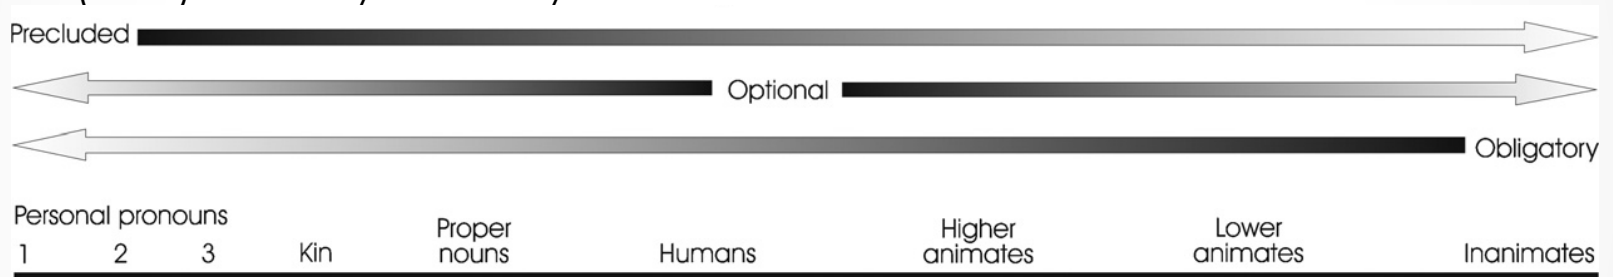 Precluded
Optional
Obligatory
Personal pronouns
1 2 3 Kin Proper nouns Humans Higher animates Lower animates Inanimates